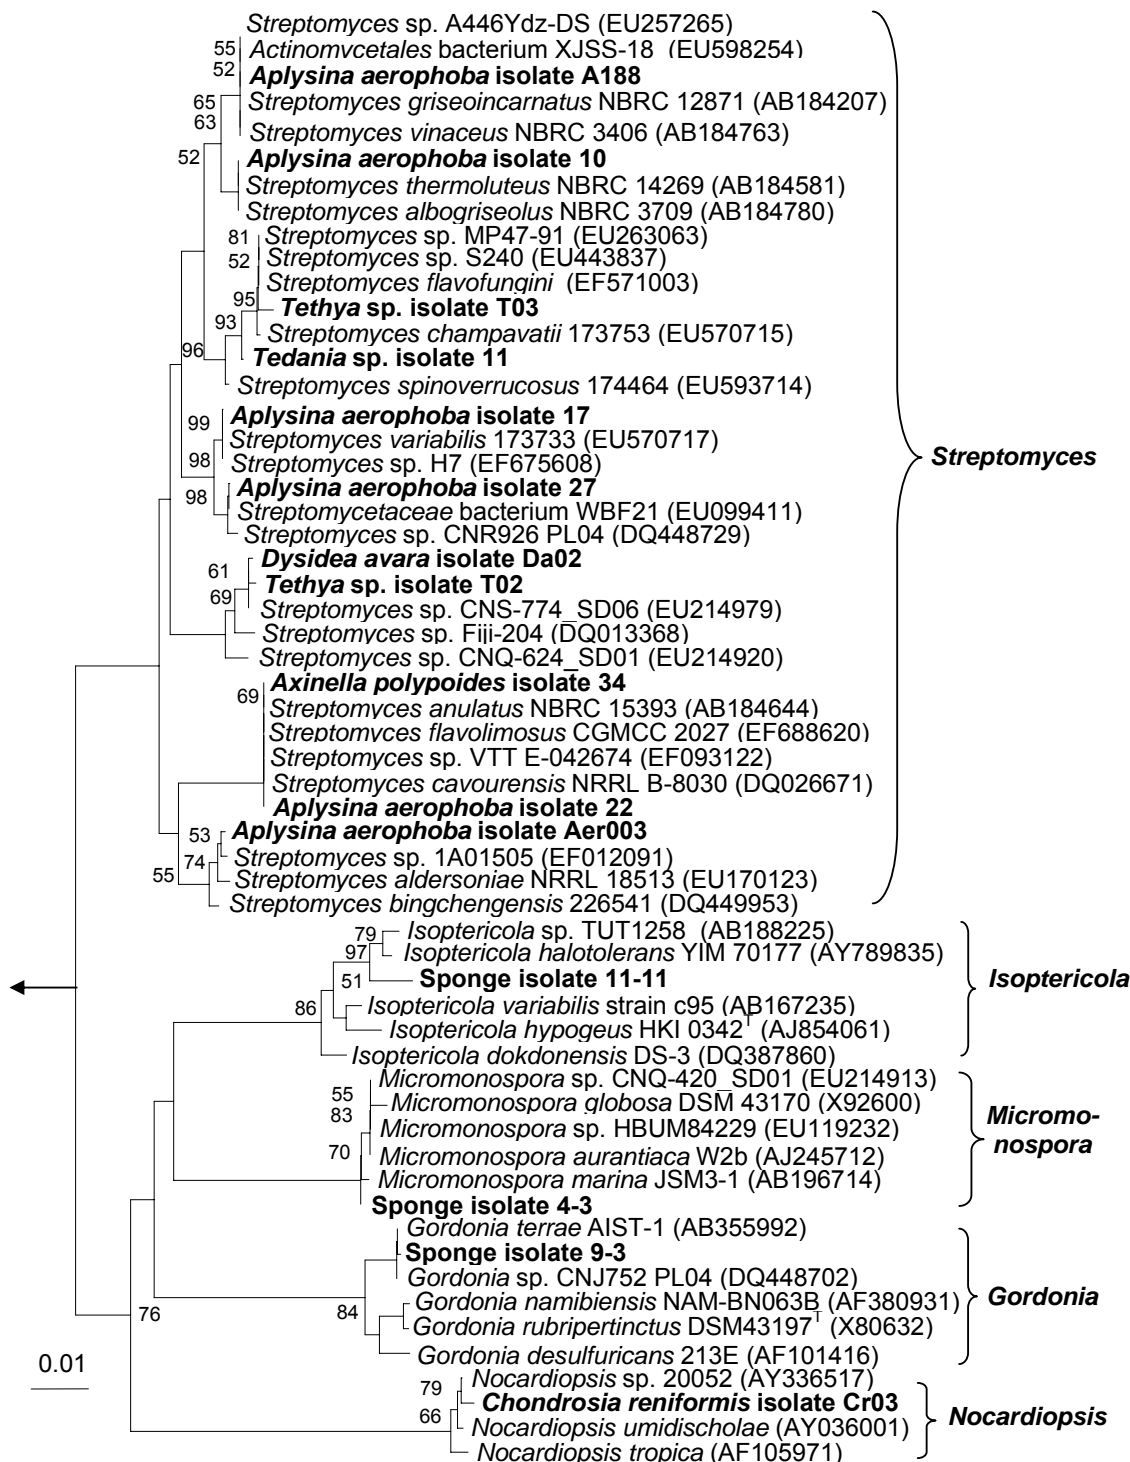 Streptomyces sp. A446Ydz-DS (EU257265)
55
Actinomycetales bacterium XJSS-18 (EU598254)
52
Aplysina aerophoba isolate A188
65
Streptomyces griseoincarnatus NBRC 12871 (AB184207)
63
Streptomyces vinaceus NBRC 3406 (AB184763)
52
Aplysina aerophoba isolate 10
Streptomyces thermoluteus NBRC 14269 (AB184581)
Streptomyces albogriseolus NBRC 3709 (AB184780)
81
Streptomyces sp. MP47-91 (EU263063)
52
Streptomyces sp. S240 (EU443837)
Streptomyces flavofungini (EF571003)
95
Tethya sp. isolate T03
93
Streptomyces champavatii 173753 (EU570715)
96
Tedania sp. isolate 11
Streptomyces spinoverrucosus 174464 (EU593714)
99
Aplysina aerophoba isolate 17
Streptomyces variabilis 173733 (EU570717)
98
Streptomyces sp. H7 (EF675608)
Streptomyces
98
Aplysina aerophoba isolate 27
Streptomycetaceae bacterium WBF21 (EU099411)
Streptomyces sp. CNR926 PL04 (DQ448729)
Dysidea avara isolate Da02
61
Tethya sp. isolate T02
69
Streptomyces sp. CNS-774_SD06 (EU214979)
Streptomyces sp. Fiji-204 (DQ013368)
Streptomyces sp. CNQ-624_SD01 (EU214920)
Axinella polypoides isolate 34
69
Streptomyces anulatus NBRC 15393 (AB184644)
Streptomyces flavolimosus CGMCC 2027 (EF688620)
Streptomyces sp. VTT E-042674 (EF093122)
Streptomyces cavourensis NRRL B-8030 (DQ026671)
Aplysina aerophoba isolate 22
53
Aplysina aerophoba isolate Aer003
74
Streptomyces sp. 1A01505 (EF012091)
55
Streptomyces aldersoniae NRRL 18513 (EU170123)
Streptomyces bingchengensis 226541 (DQ449953)
79
Isoptericola sp. TUT1258 (AB188225)
97
Isoptericola halotolerans YIM 70177 (AY789835)
51
Sponge isolate 11-11
Isoptericola
86
Isoptericola variabilis strain c95 (AB167235)
Isoptericola hypogeus HKI 0342T (AJ854061)
Isoptericola dokdonensis DS-3 (DQ387860)
Micromonospora sp. CNQ-420_SD01 (EU214913)
55
Micromonospora globosa DSM 43170 (X92600)
83
Micromo-
nospora
Micromonospora sp. HBUM84229 (EU119232)
70
Micromonospora aurantiaca W2b (AJ245712)
Micromonospora marina JSM3-1 (AB196714)
Sponge isolate 4-3
Gordonia terrae AIST-1 (AB355992)
Sponge isolate 9-3
Gordonia sp. CNJ752 PL04 (DQ448702)
Gordonia
84
Gordonia namibiensis NAM-BN063B (AF380931)
76
Gordonia rubripertinctus DSM43197T (X80632)
Gordonia desulfuricans 213E (AF101416)
0.01
Nocardiopsis sp. 20052 (AY336517)
79
Chondrosia reniformis isolate Cr03
66
Nocardiopsis
Nocardiopsis umidischolae (AY036001)
Nocardiopsis tropica (AF105971)